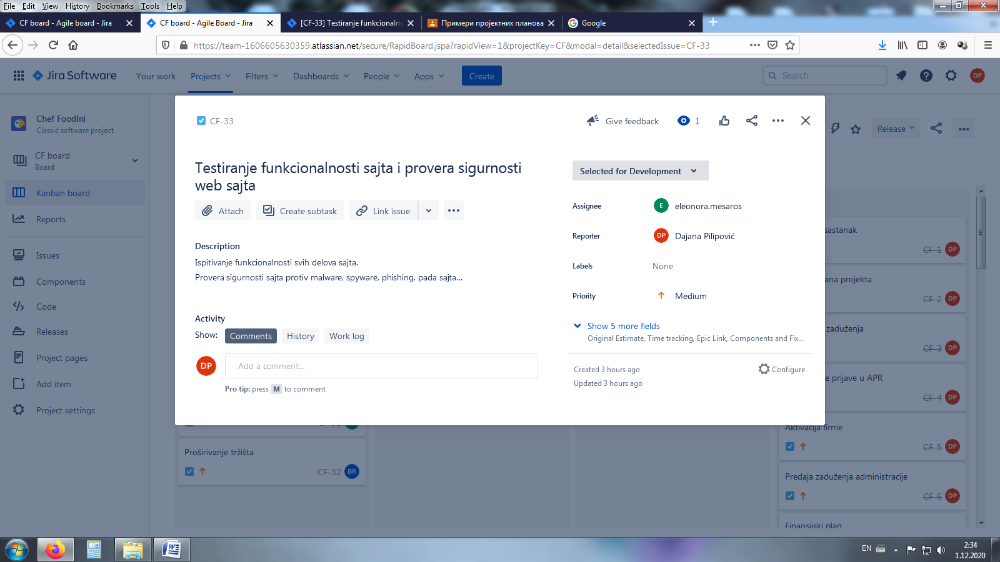 File Edit View History Bookmarks Tools Help
CF board - Agile board - Jira
CF board - Agile Board - Jira
[CF-33] Testiranje funkcionalno
Примери пројектних планова
Google
https://team-1606605630359.atlassian.net/secure/RapidBoard.jspa?rapidView=1&projectKey=CF&modal=detail&selectedIssue=CF-33
Jira Software
Your work
Projects
Filters
Dashboards
People
Apps
Create
Search
DP
Chef Foodini
Classic software project
CF board
Board
Kanban board
Reports
Issues
Components
Code
Releases
Project pages
Add item
Project settings
Release
CF-33
Give feedback
1
Testiranje funkcionalnosti sajta i provera sigurnosti
web sajta
Attach
Create subtask
Link issue
Description
Ispitivanje funkcionalnosti svih delova sajta.
Provera sigurnosti sajta protiv malware, spyware, phishing, pada sajta...
Activity
Show:
Comments
History
Work log
DP
Add a comment...
Pro tip: press M to comment
Selected for Development
Assignee
E
eleonora.mesaros
Reporter
DP
Dajana Pilipović
Labels
None
Priority
Medium
Show 5 more fields
Original Estimate, Time tracking, Epic Link, Components and Fix...
Created 3 hours ago
Configure
Updated 3 hours ago
Proširivanje tržišta
CF-32
BR
sastanak
CF-1
DP
ana projekta
CF-2
DP
zaduženja
CF-3
DP
e prijave u APR
CF-4
DP
Aktivacija firme
CF-5
DP
Predaja zaduženja administracije
CF-6
DP
Finansijski plan
EN
2:34
1.12.2020